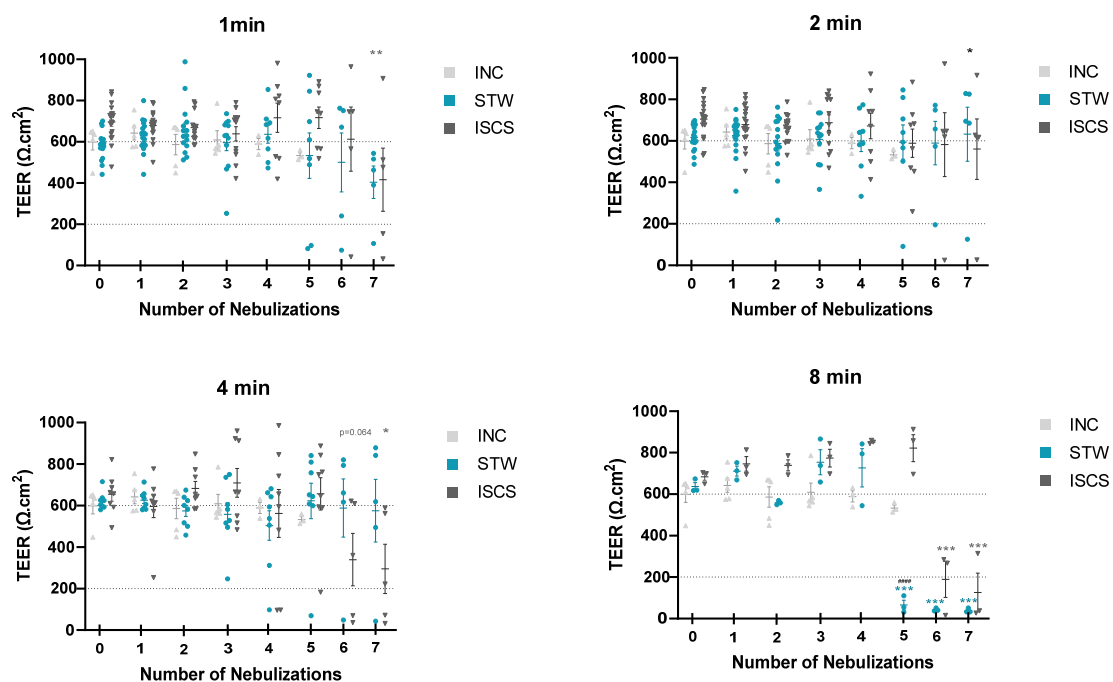 1min
1000
800
600
400
200
0
TEER (Ω.cm²)
**
INC
STW
ISCS
0 1 2 3 4 5 6 7
Number of Nebulizations
2 min
1000
800
600
400
200
0
TEER (Ω.cm²)
*
INC
STW
ISCS
0 1 2 3 4 5 6 7
Number of Nebulizations
4 min
1000
800
600
400
200
0
TEER (Ω.cm²)
p=0.064
*
INC
STW
ISCS
0 1 2 3 4 5 6 7
Number of Nebulizations
8 min
1000
800
600
400
200
0
TEER (Ω.cm²)
***
***
####
***
***
***
INC
STW
ISCS
0 1 2 3 4 5 6 7
Number of Nebulizations